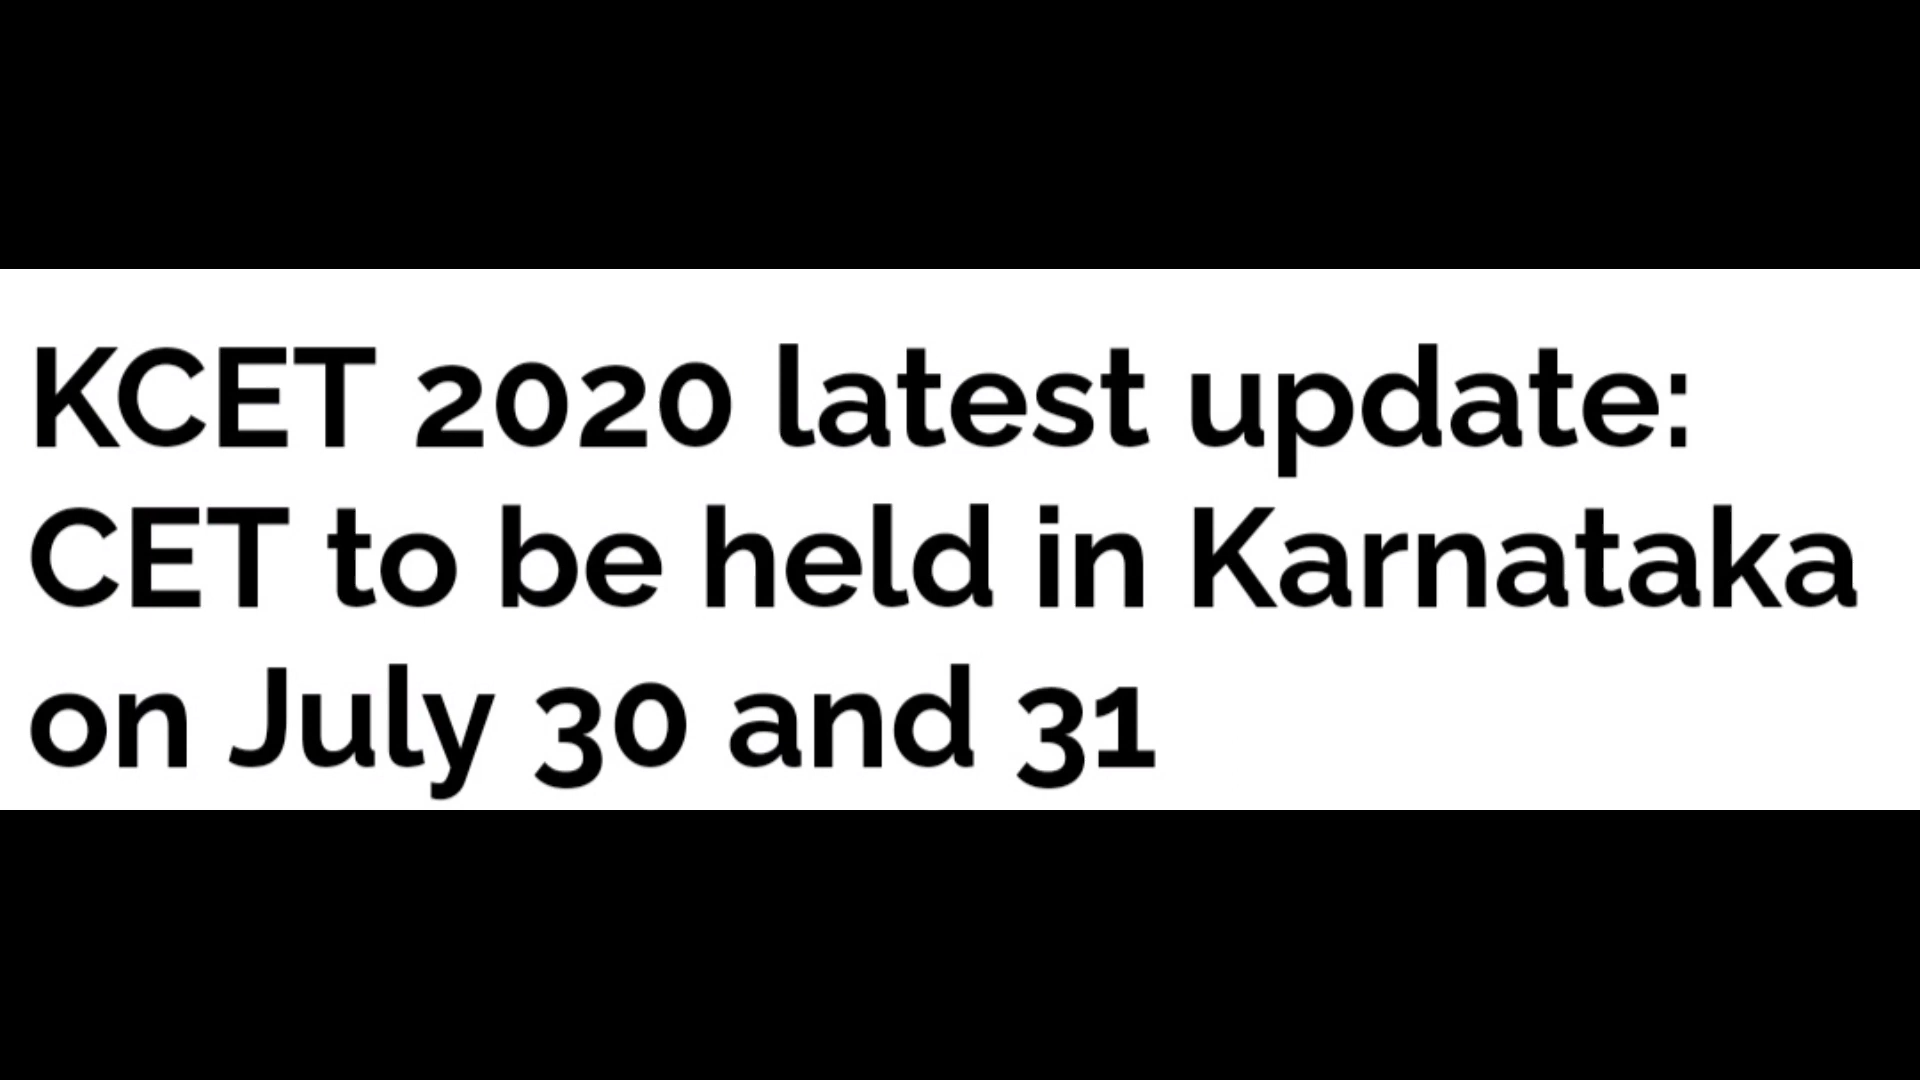 KCET 2020 latest update:
CET to be held in Karnataka
on July 30 and 31